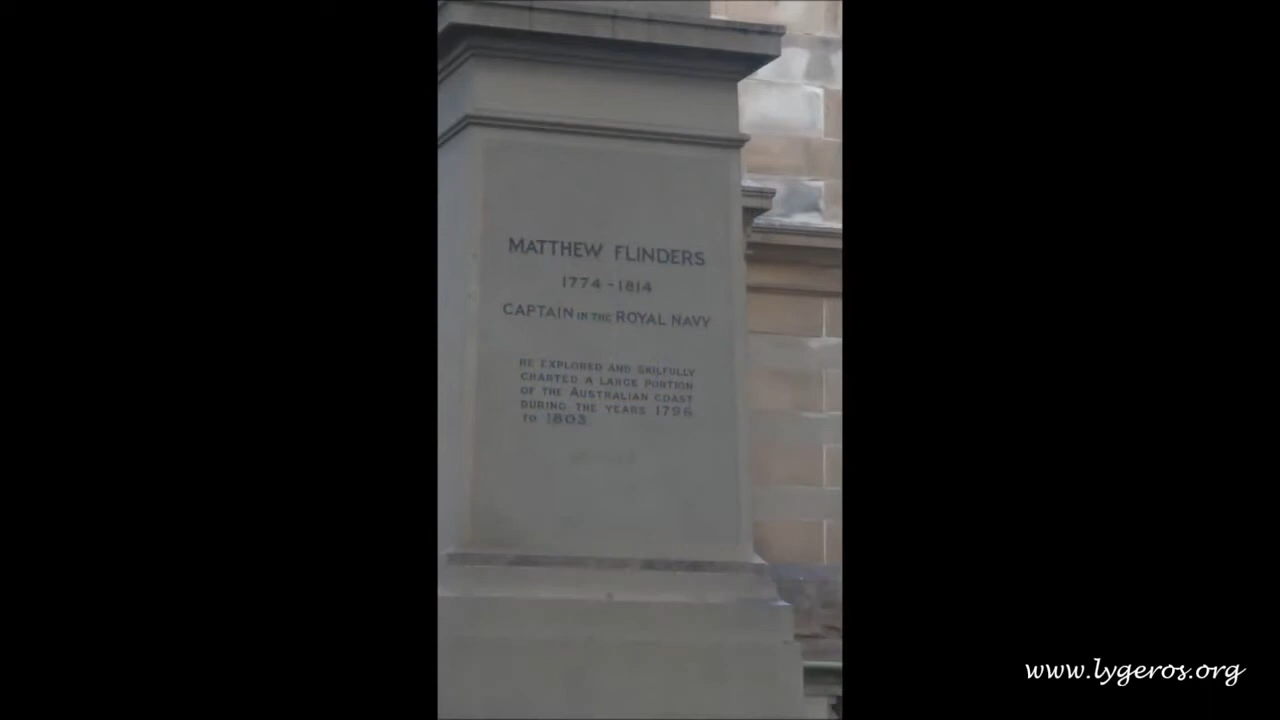 MATTHEW FLINDERS
1774-1814
CAPTAIN IN THE ROYAL NAVY
HE EXPLORED AND SKILFULLY
CHARTED A LARGE PORTION
OF THE AUSTRALIAN COAST
DURING THE YEARS 1796
TO 1803
www.lygeros.org